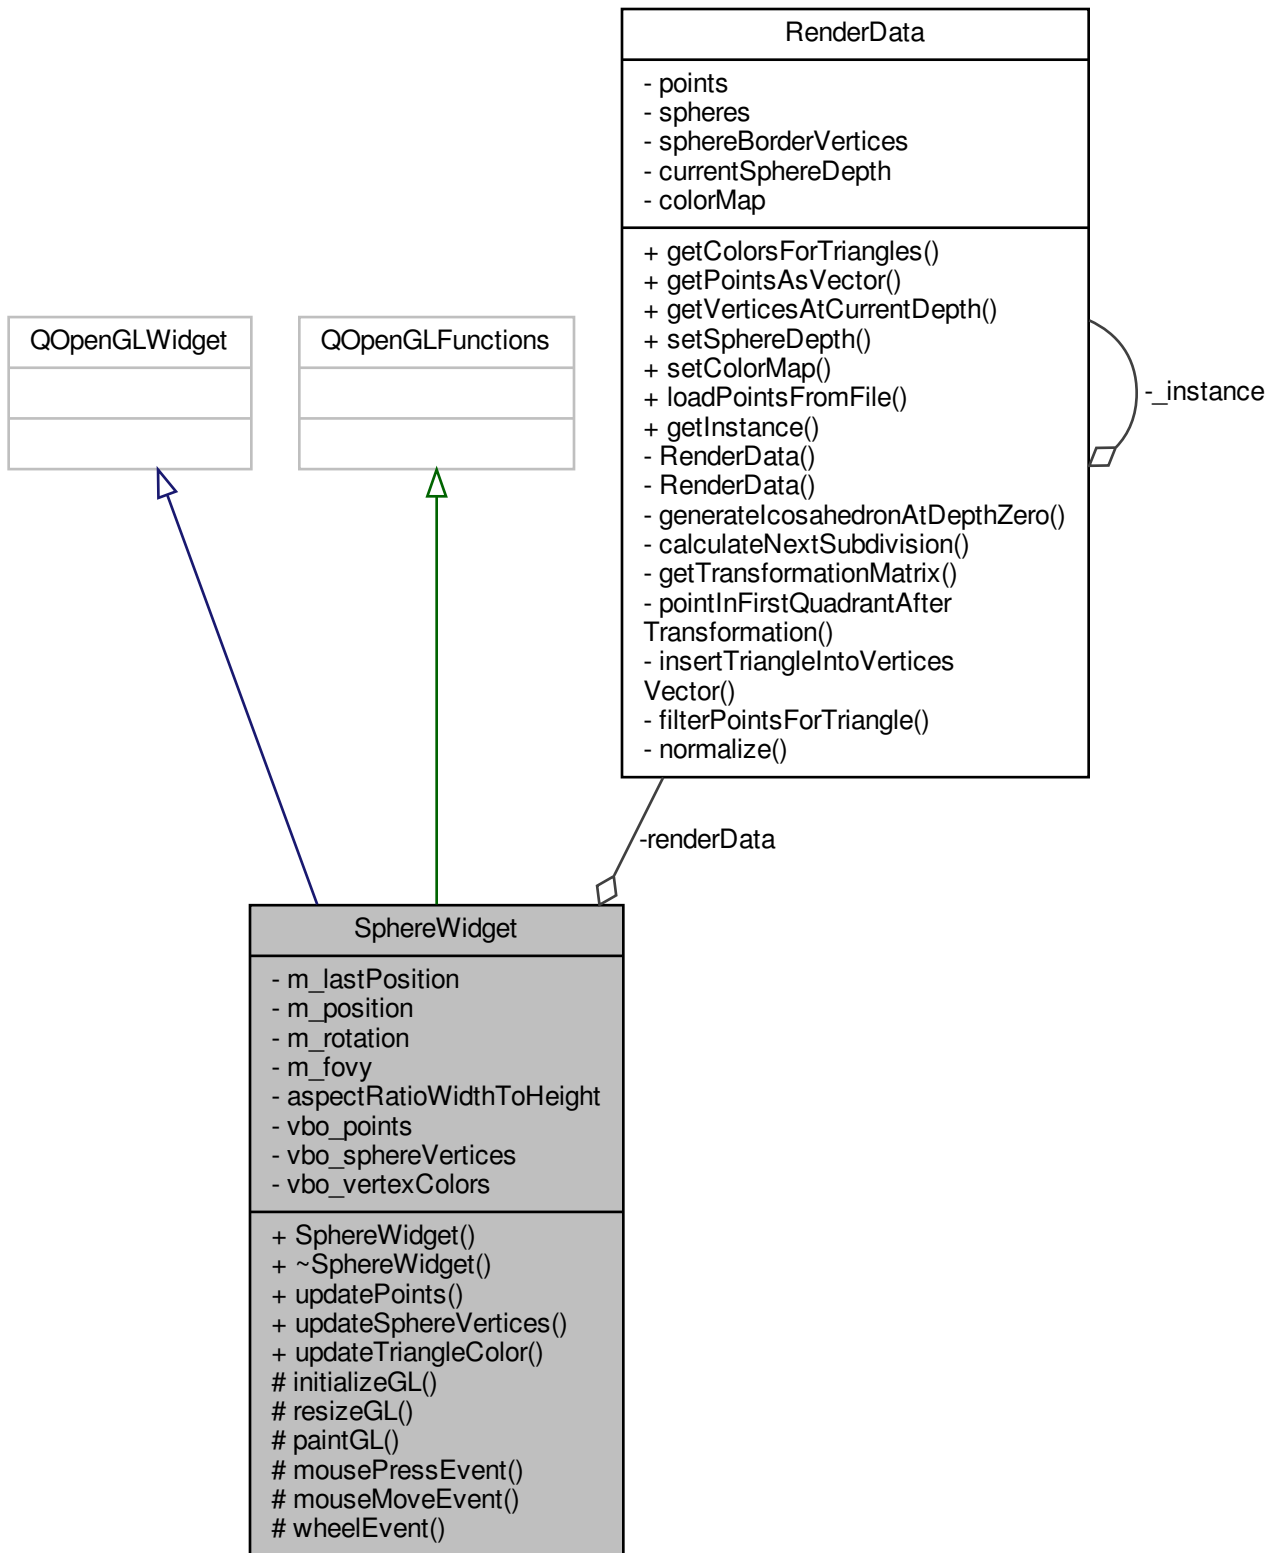 RenderData
- points
- spheres
- sphereBorderVertices
- currentSphereDepth
- colorMap
+ getColorsForTriangles()
+ getPointsAsVector()
+ getVerticesAtCurrentDepth()
+ setSphereDepth()
+ setColorMap()
+ loadPointsFromFile()
+ getInstance()
- RenderData()
- RenderData()
- generateIcosahedronAtDepthZero()
- calculateNextSubdivision()
- getTransformationMatrix()
- pointInFirstQuadrantAfter
Transformation()
- insertTriangleIntoVertices
Vector()
- filterPointsForTriangle()
- normalize()
-_instance
QOpenGLWidget
QOpenGLFunctions
-renderData
SphereWidget
- m_lastPosition
- m_position
- m_rotation
- m_fovy
- aspectRatioWidthToHeight
- vbo_points
- vbo_sphereVertices
- vbo_vertexColors
+ SphereWidget()
+ ~SphereWidget()
+ updatePoints()
+ updateSphereVertices()
+ updateTriangleColor()
# initializeGL()
# resizeGL()
# paintGL()
# mousePressEvent()
# mouseMoveEvent()
# wheelEvent()